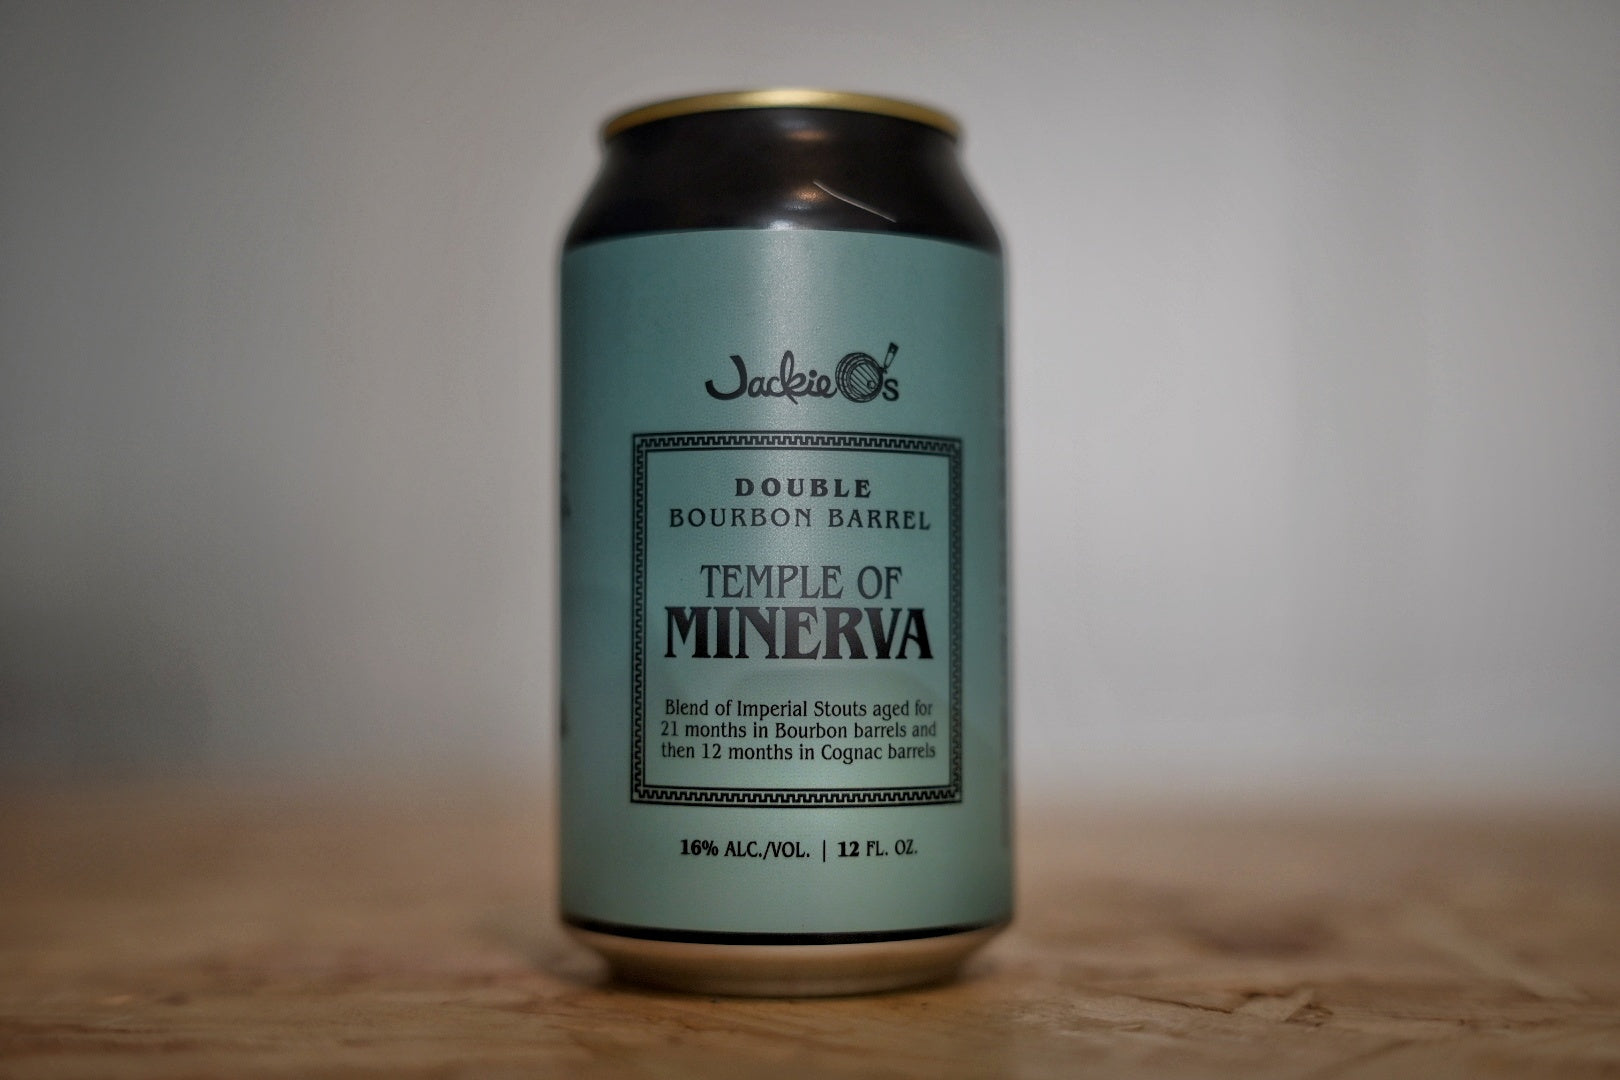 Jackie O's
DOUBLE
BOURBON BARREL
TEMPLE OF
MINERVA
Blend of Imperial Stouts aged for
21 months in Bourbon barrels and
then 12 months in Cognac barrels
16% ALC./VOL. | 12 FL. OZ.